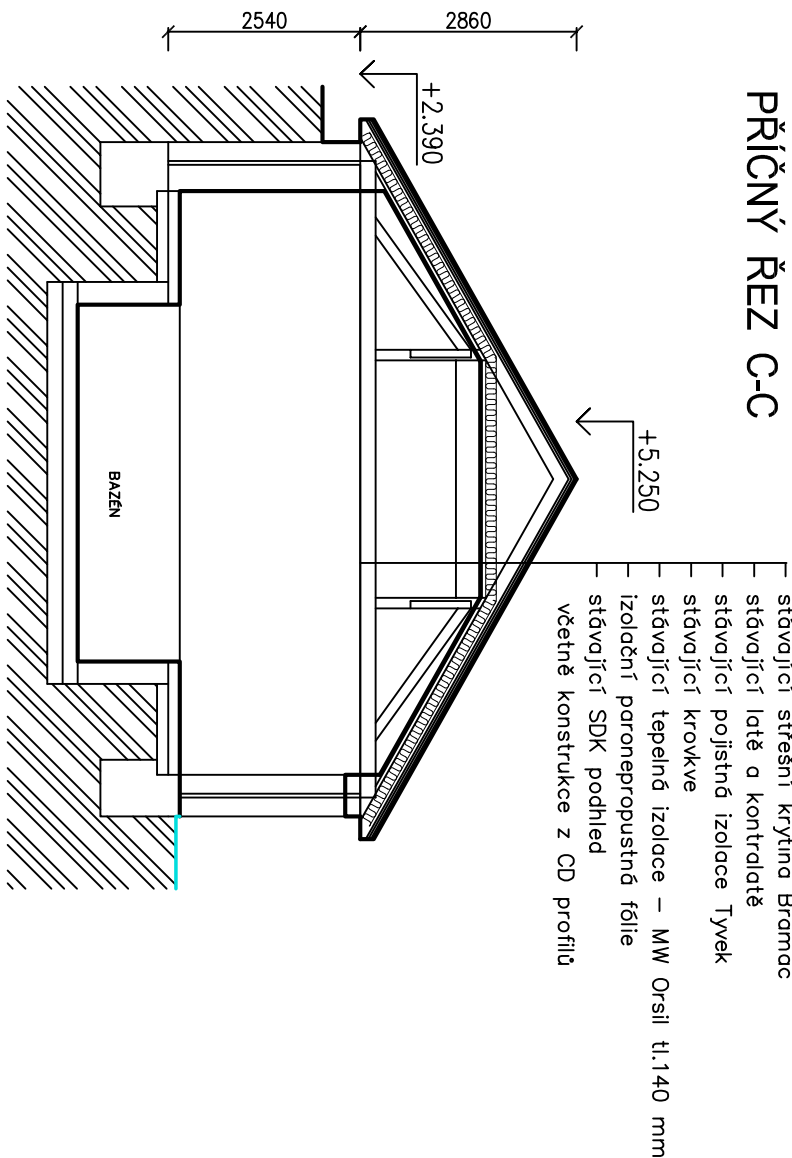 PŘÍČNÝ ŘEZ C-C
2540
2860
+2.390
+5.250
stávající střešní krytina Bramac
stávající latě a kontralatě
stávající pojistná izolace Tyvek
stávající krovkve
stávající tepelná izolace – MW Orsil tl.140 mm
izolační paronepropustná fólie
stávající SDK podhled
včetně konstrukce z CD profilů
BAZÉN